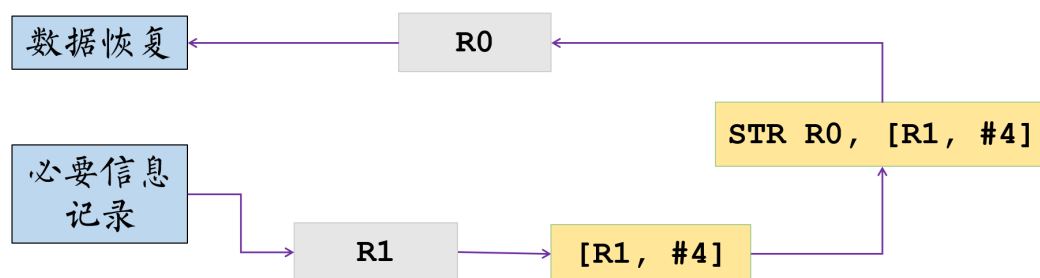 数据恢复
R0
STR R0, [R1, #4]
必要信息
记录
R1
[R1, #4]